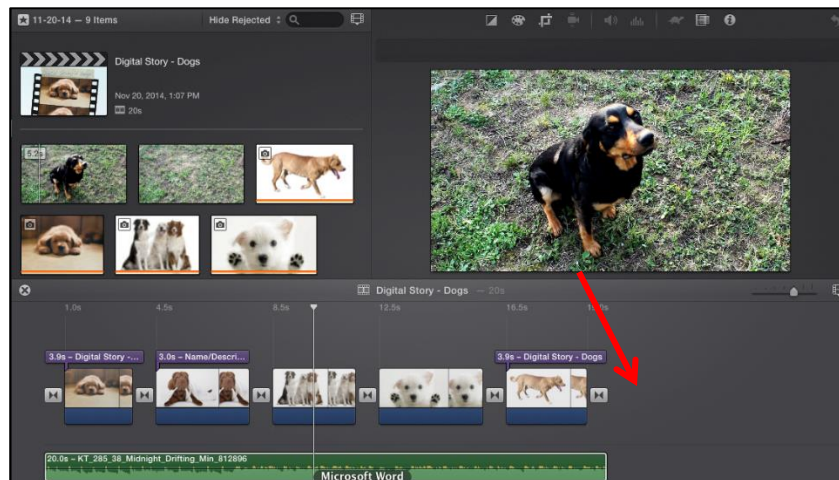 11-20-14 — 9 Items
Hide Rejected
Digital Story - Dogs
Nov 20, 2014, 1:07 PM
20s
5.2s
Digital Story - Dogs — 20s
1.0s 4.5s 8.5s 12.5s 16.5s
3.9s – Digital Story -... 3.0s – Name/Descri... 3.9s – Digital Story - Dogs
20.0s – KT_285_38_Midnight_Drifting_Min_812896
Microsoft Word